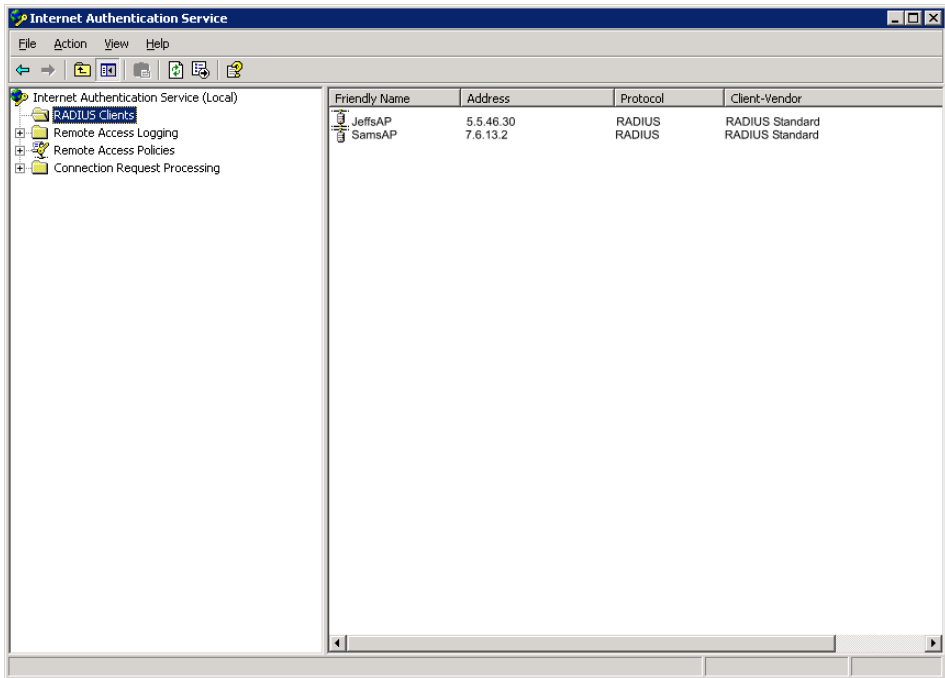 Internet Authentication Service
File Action View Help
Internet Authentication Service (Local)
RADIUS Clients
Remote Access Logging
Remote Access Policies
Connection Request Processing
Friendly Name Address Protocol Client-Vendor
JeffsAP 5.5.46.30 RADIUS RADIUS Standard
SamsAP 7.6.13.2 RADIUS RADIUS Standard